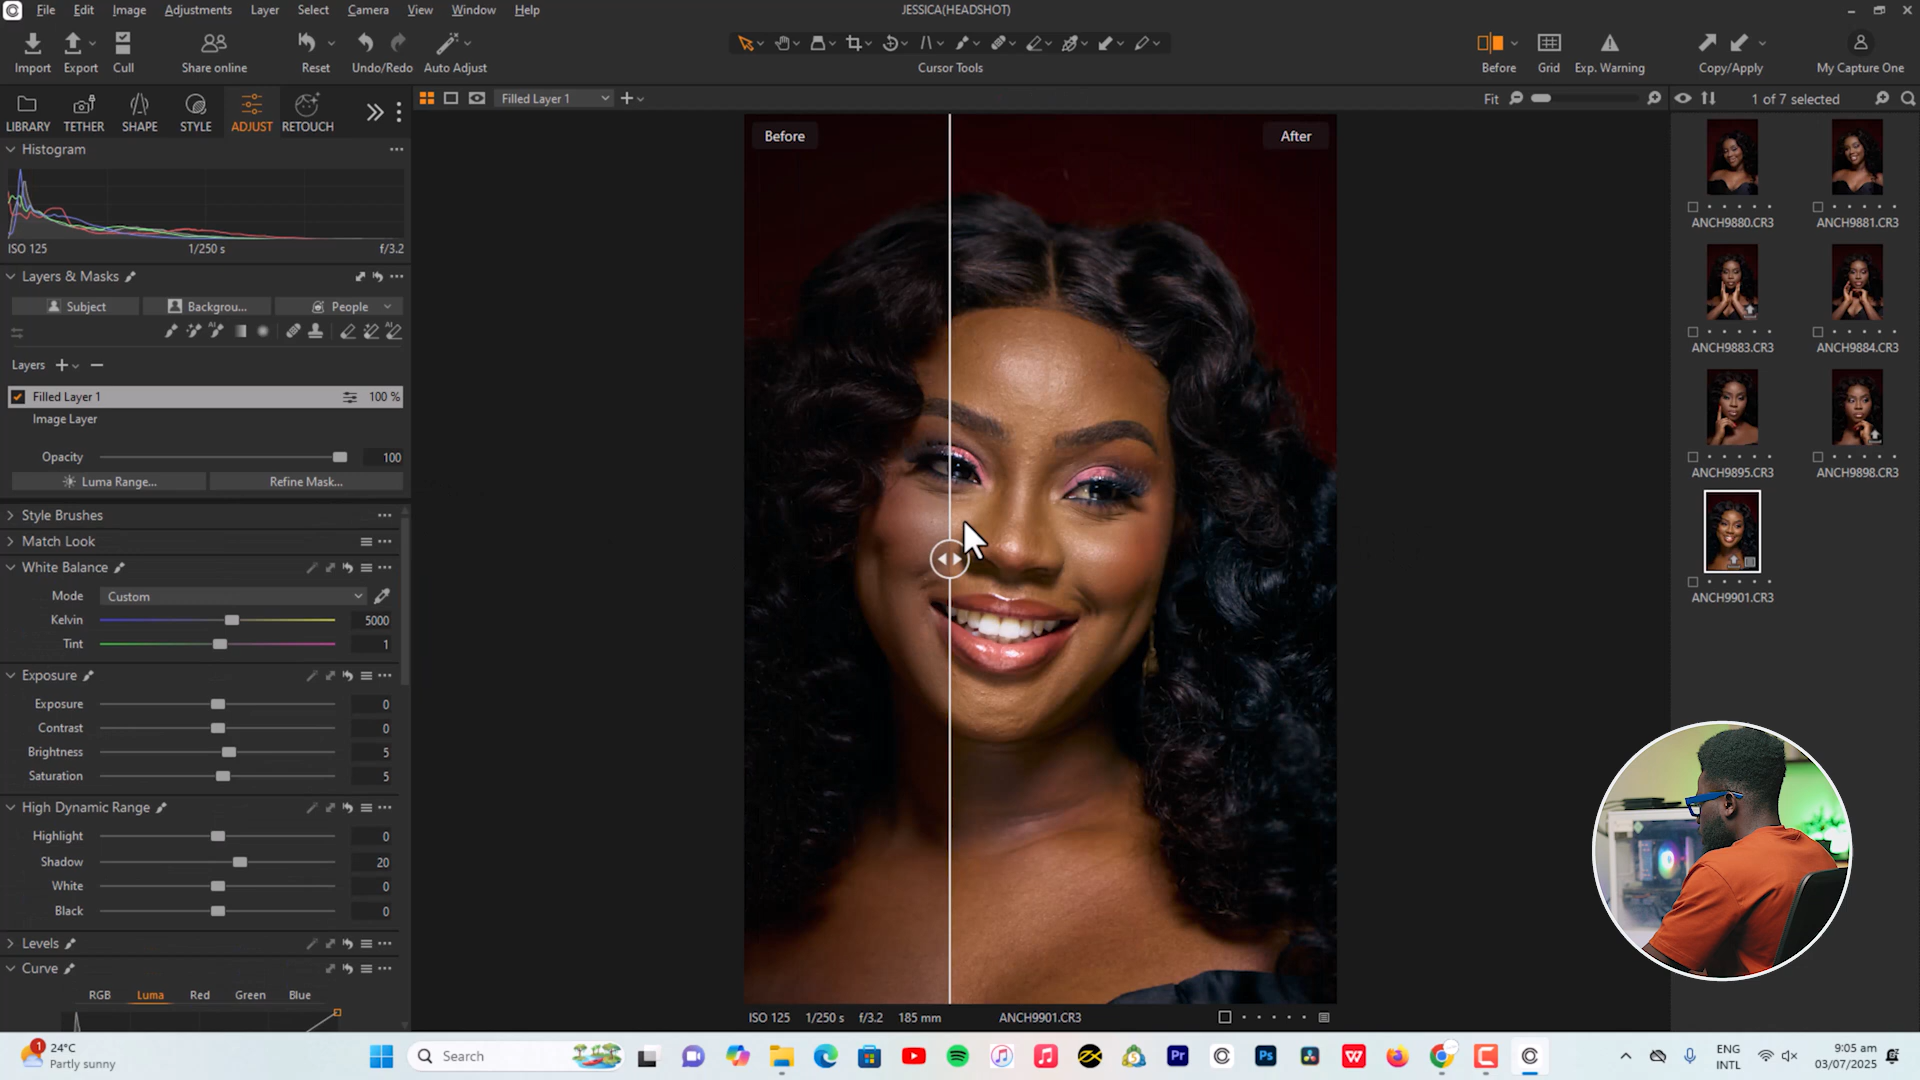 File Edit Image Adjustments Layer Select Camera View Window Help
JESSICA(HEADSHOT)
Import Export Cull Share online Reset Undo/Redo Auto Adjust
Cursor Tools
Before Grid Exp. Warning Copy/Apply My Capture One
LIBRARY TETHER SHAPE STYLE ADJUST RETOUCH
Filled Layer 1
Fit
1 of 7 selected
Histogram
ISO 125 1/250 s f/3.2
Layers & Masks
Subject Backgrou... People
AI AI
Layers
Filled Layer 1 100 %
Image Layer
Opacity 100
Luma Range... Refine Mask...
Style Brushes
Match Look
White Balance
Mode Custom
Kelvin 5000
Tint 1
Exposure
Exposure 0
Contrast 0
Brightness 5
Saturation 5
High Dynamic Range
Highlight 0
Shadow 20
White 0
Black 0
Levels
Curve
RGB Luma Red Green Blue
Before
After
ISO 125 1/250 s f/3.2 185 mm
ANCH9901.CR3
ANCH9880.CR3 ANCH9881.CR3
ANCH9883.CR3 ANCH9884.CR3
ANCH9895.CR3 ANCH9898.CR3
ANCH9901.CR3
1
24°C
Partly sunny
Search
Pr
Ps
W
ENG
INTL
9:05 am
03/07/2025